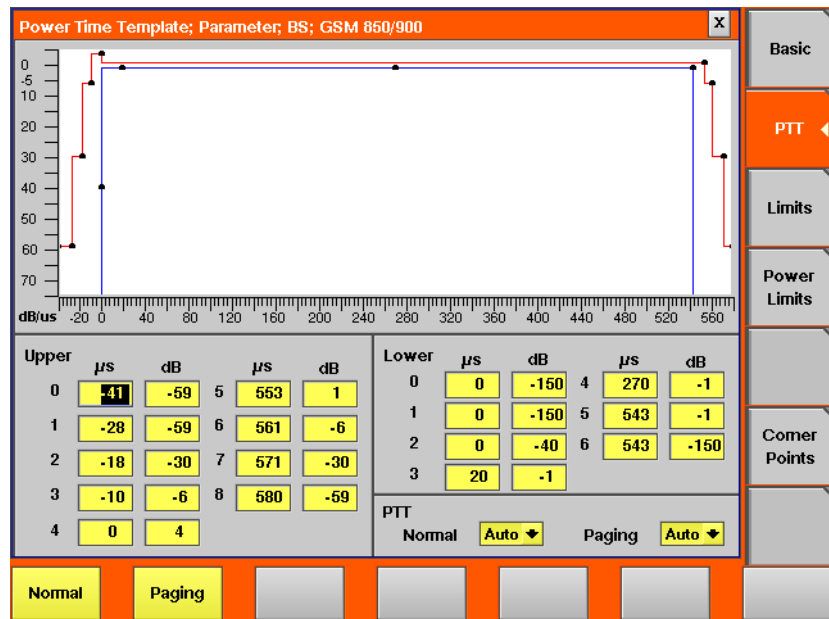 Power Time Template; Parameter; BS; GSM 850/900 X
Basic
PTT
Limits
Power
Limits
Corner
Points
0
-5
10
20
30
40
50
60
70
dB/us -20 0 40 80 120 160 200 240 280 320 360 400 440 480 520 560
Upper µs dB µs dB
0 -41 -59 5 553 1
1 -28 -59 6 561 -6
2 -18 -30 7 571 -30
3 -10 -6 8 580 -59
4 0 4
Lower µs dB µs dB
0 0 -150 4 270 -1
1 0 -150 5 543 -1
2 0 -40 6 543 -150
3 20 -1
PTT
Normal Auto Paging Auto
Normal Paging